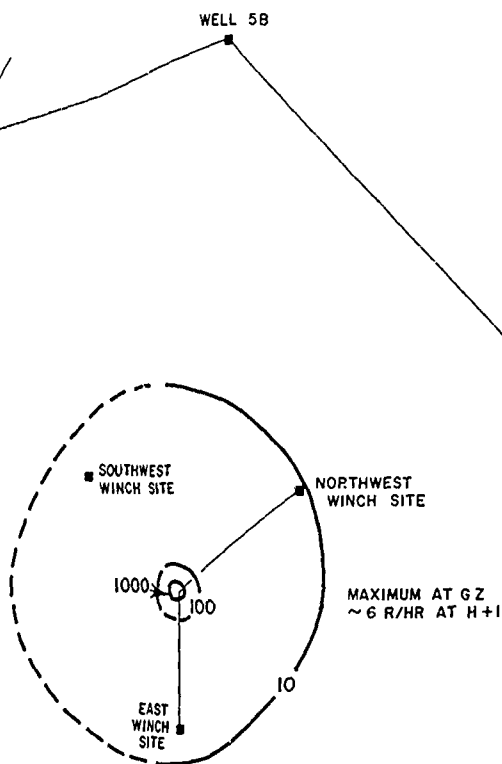 WELL 5B
SOUTHWEST
WINCH SITE
NORTHWEST
WINCH SITE
1000
100
MAXIMUM AT GZ
~6 R/HR AT H+1
10
EAST
WINCH
SITE